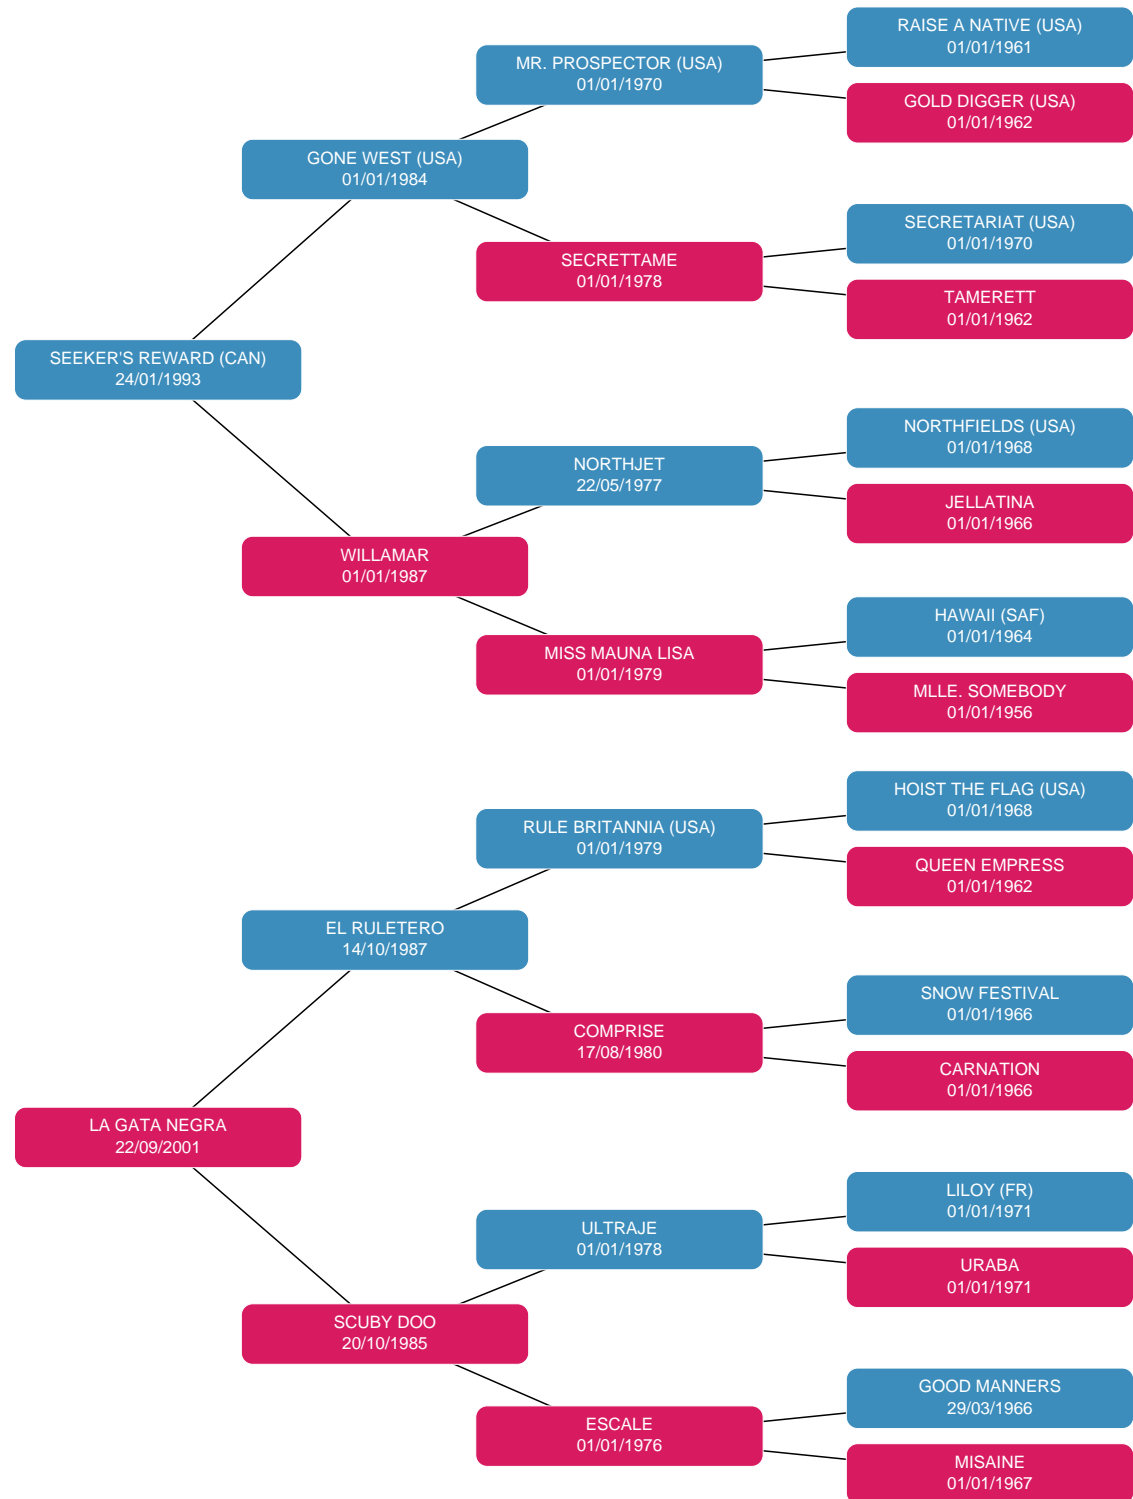 RAISE A NATIVE (USA)
01/01/1961
MR. PROSPECTOR (USA)
01/01/1970
GOLD DIGGER (USA)
01/01/1962
GONE WEST (USA)
01/01/1984
SECRETARIAT (USA)
01/01/1970
SECRETTAME
01/01/1978
TAMERETT
01/01/1962
SEEKER'S REWARD (CAN)
24/01/1993
NORTHFIELDS (USA)
01/01/1968
NORTHJET
22/05/1977
JELLATINA
01/01/1966
WILLAMAR
01/01/1987
HAWAII (SAF)
01/01/1964
MISS MAUNA LISA
01/01/1979
MLLE. SOMEBODY
01/01/1956
HOIST THE FLAG (USA)
01/01/1968
RULE BRITANNIA (USA)
01/01/1979
QUEEN EMPRESS
01/01/1962
EL RULETERO
14/10/1987
SNOW FESTIVAL
01/01/1966
COMPRISE
17/08/1980
CARNATION
01/01/1966
LA GATA NEGRA
22/09/2001
LILOY (FR)
01/01/1971
ULTRAJE
01/01/1978
URABA
01/01/1971
SCUBY DOO
20/10/1985
GOOD MANNERS
29/03/1966
ESCALE
01/01/1976
MISAINE
01/01/1967